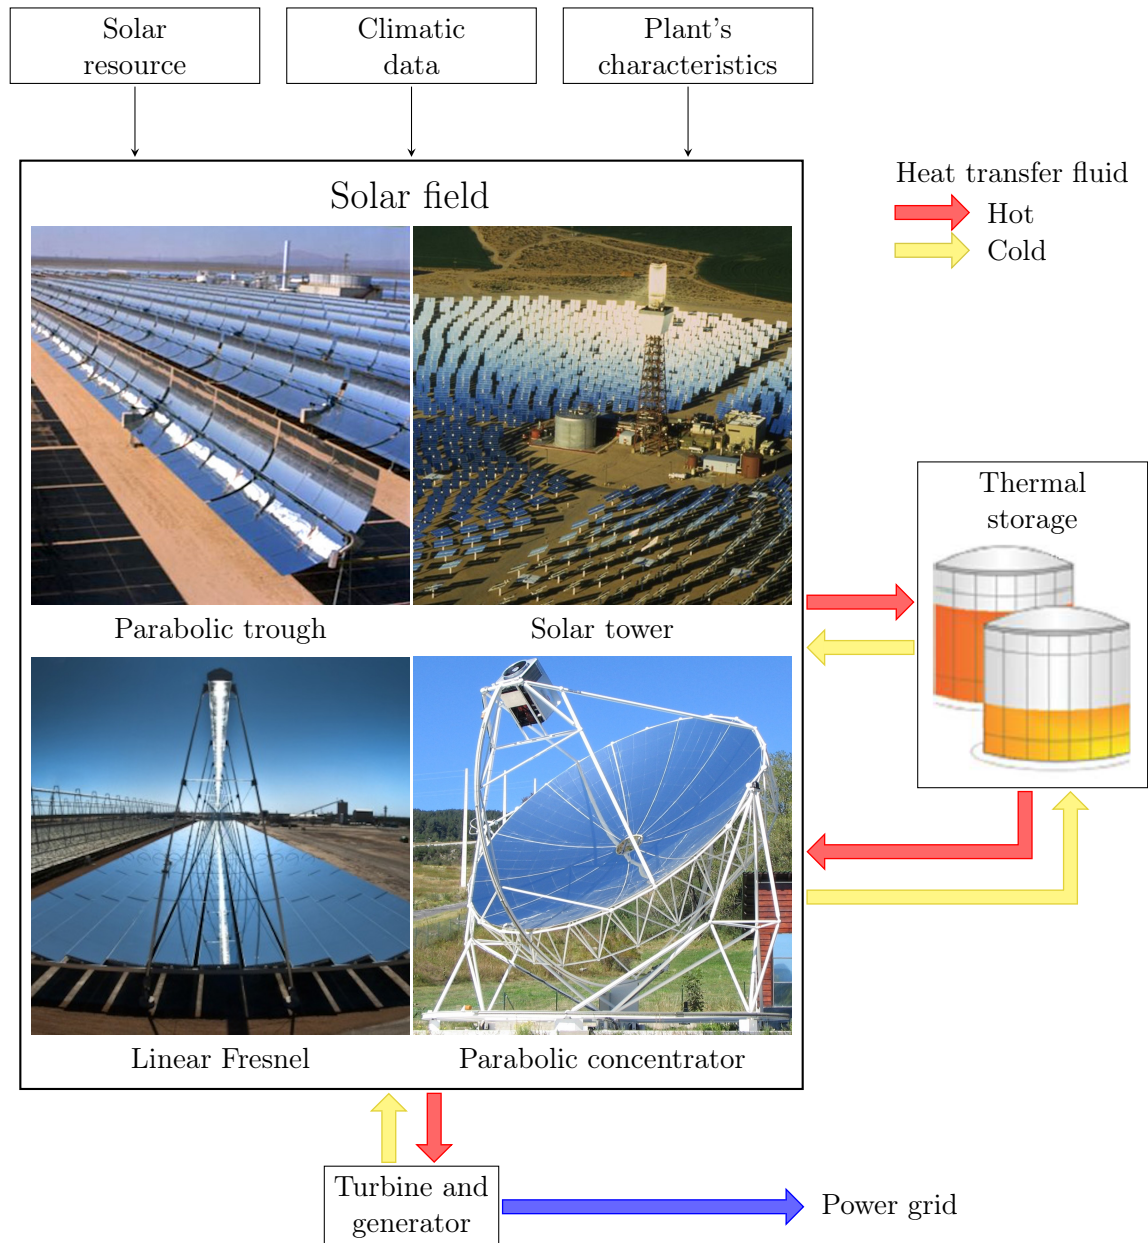 Solar
resource
Climatic
data
Plant's
characteristics
Solar field
Heat transfer fluid
Hot
Cold
Parabolic trough
Solar tower
Thermal
storage
Linear Fresnel
Parabolic concentrator
Turbine and
generator
Power grid